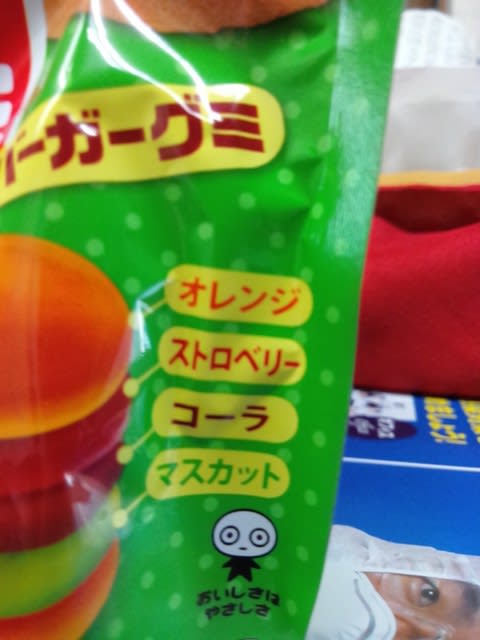 ーガーグミ
オレンジ
ストロベリー
コーラ
マスカット
おいしさは
やさしさ